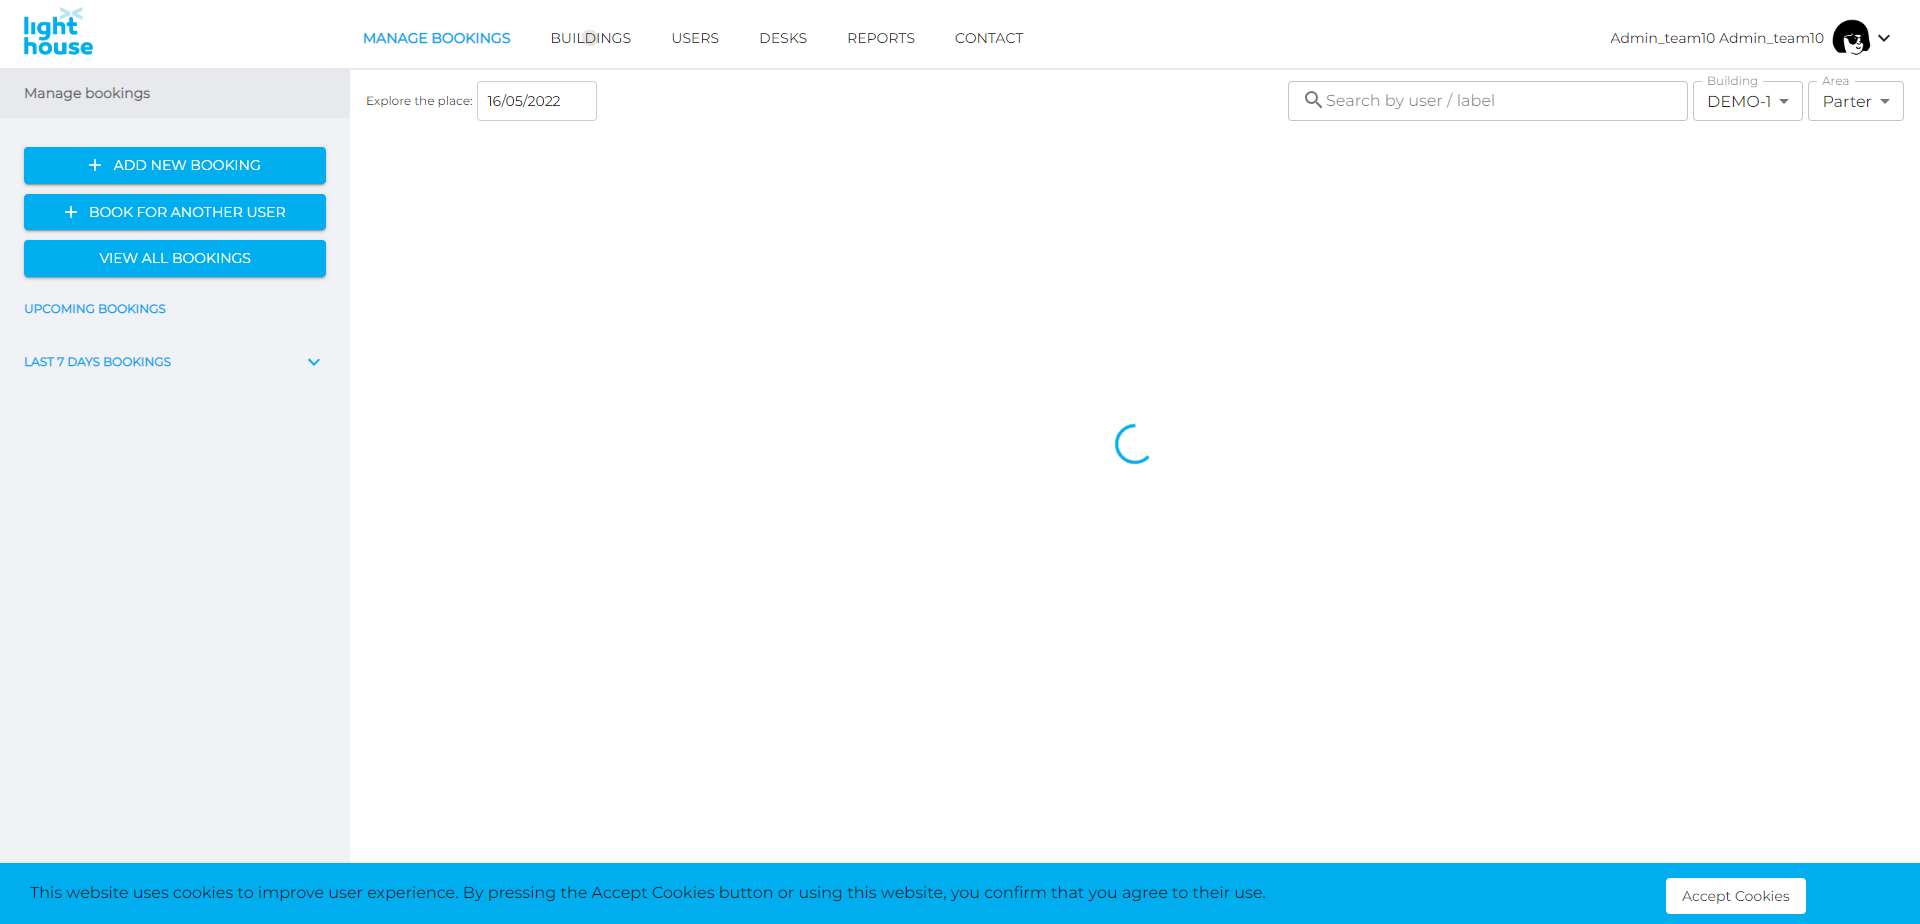 light
house
MANAGE BOOKINGS
BUILDINGS
USERS
DESKS
REPORTS
CONTACT
Admin_team10 Admin_team10
Manage bookings
Explore the place:
16/05/2022
Search by user / label
Building
DEMO-1
Area
Parter
ADD NEW BOOKING
BOOK FOR ANOTHER USER
VIEW ALL BOOKINGS
UPCOMING BOOKINGS
LAST 7 DAYS BOOKINGS
This website uses cookies to improve user experience. By pressing the Accept Cookies button or using this website, you confirm that you agree to their use.
Accept Cookies